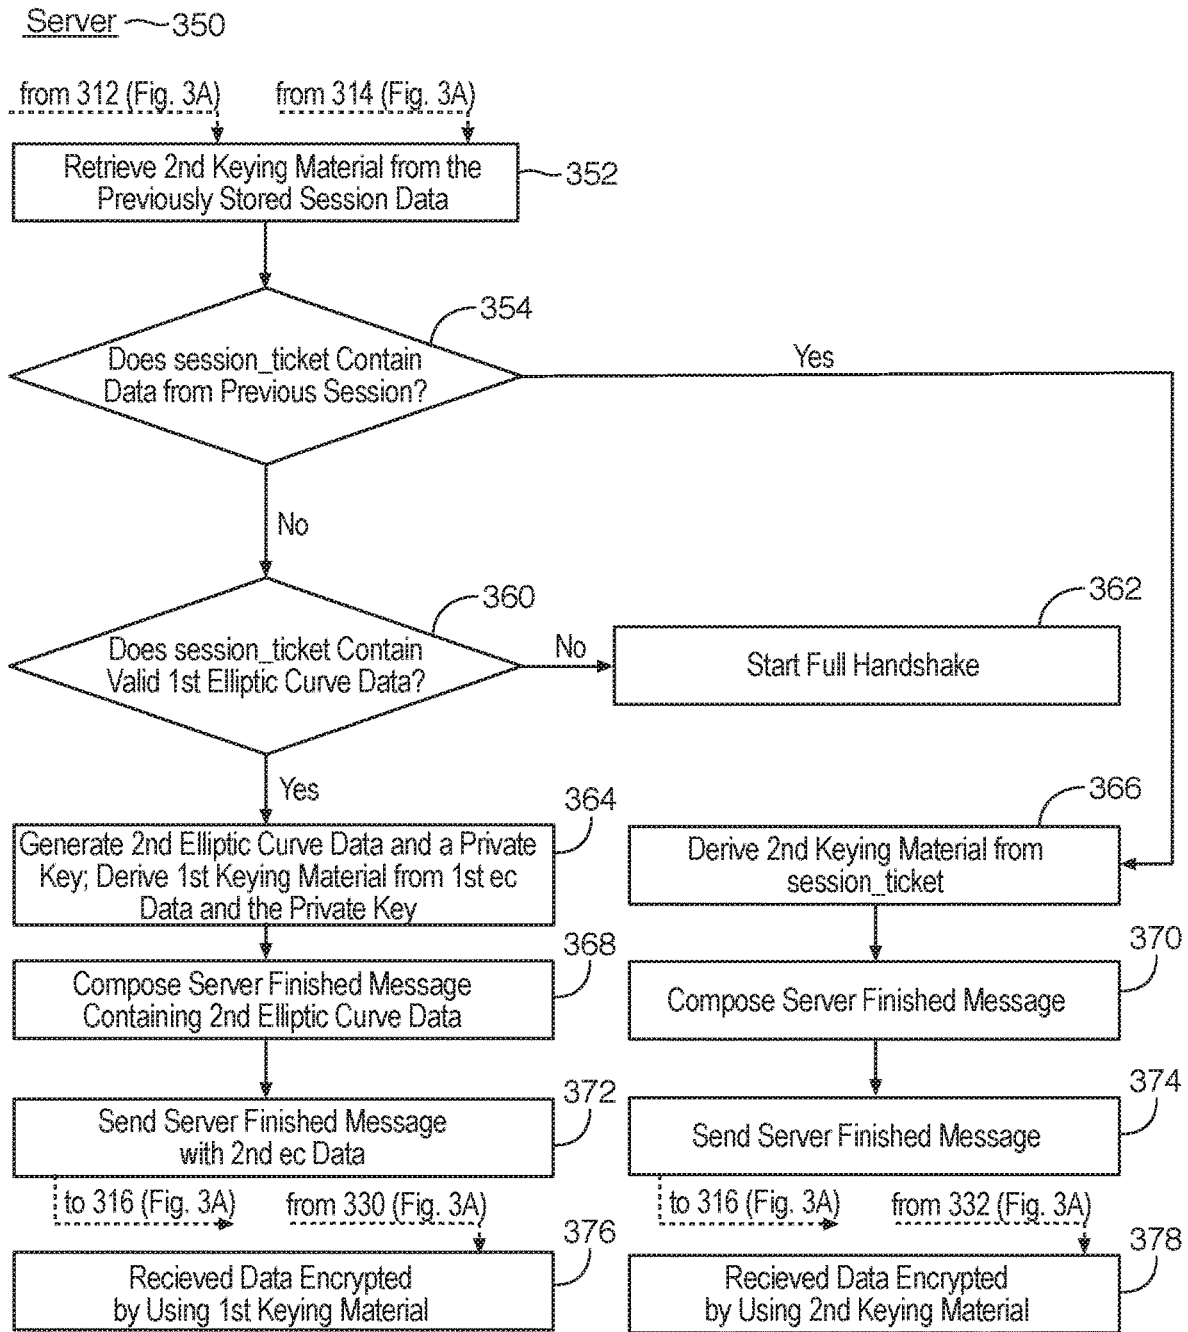 Server 350
from 312 (Fig. 3A)
from 314 (Fig. 3A)
Retrieve 2nd Keying Material from the
Previously Stored Session Data
352
354
Does session_ticket Contain
Data from Previous Session?
Yes
No
360
Does session_ticket Contain
Valid 1st Elliptic Curve Data?
No
362
Start Full Handshake
Yes
364
Generate 2nd Elliptic Curve Data and a Private
Key; Derive 1st Keying Material from 1st ec
Data and the Private Key
366
Derive 2nd Keying Material from
session_ticket
368
Compose Server Finished Message
Containing 2nd Elliptic Curve Data
370
Compose Server Finished Message
372
Send Server Finished Message
with 2nd ec Data
374
Send Server Finished Message
to 316 (Fig. 3A)
from 330 (Fig. 3A)
to 316 (Fig. 3A)
from 332 (Fig. 3A)
376
Recieved Data Encrypted
by Using 1st Keying Material
378
Recieved Data Encrypted
by Using 2nd Keying Material